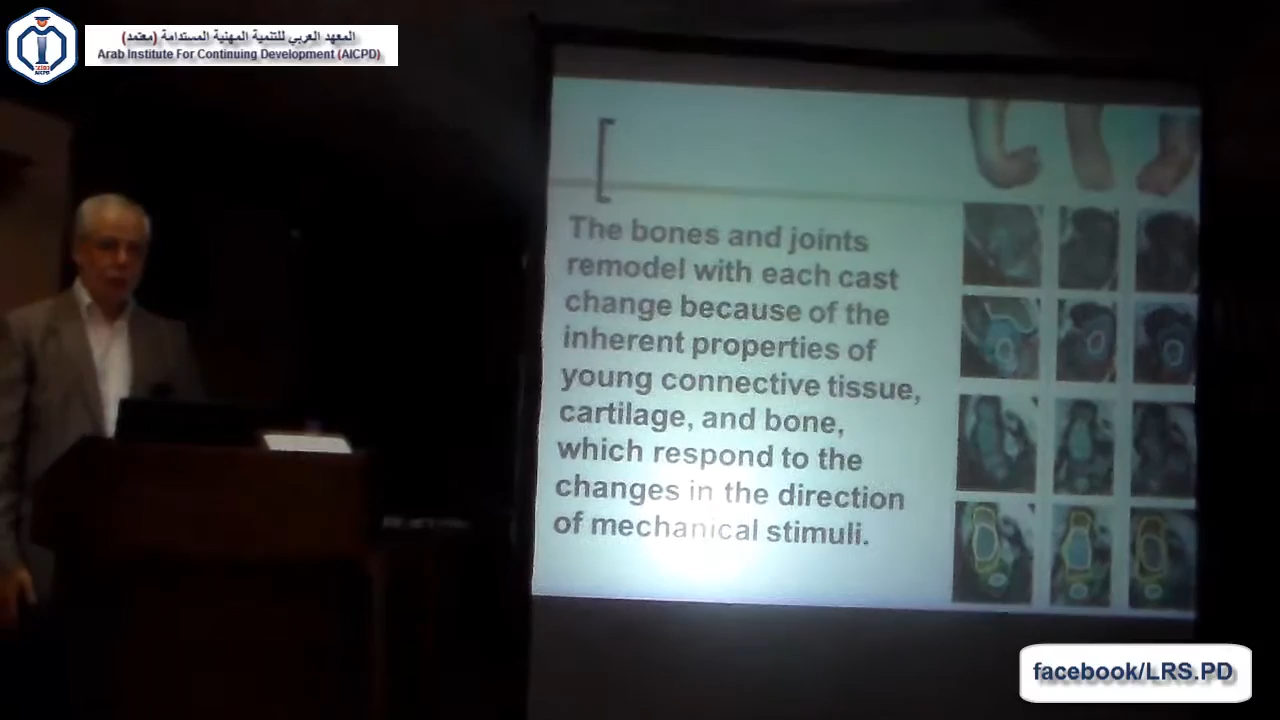 المعهد العربي للتنمية المهنية المستدامة (معتمد)
Arab Institute For Continuing Development (AICPD)
AICPD
The bones and joints
remodel with each cast
change because of the
inherent properties of
young connective tissue,
cartilage, and bone,
which respond to the
changes in the direction
of mechanical stimuli.
facebook/LRS.PD